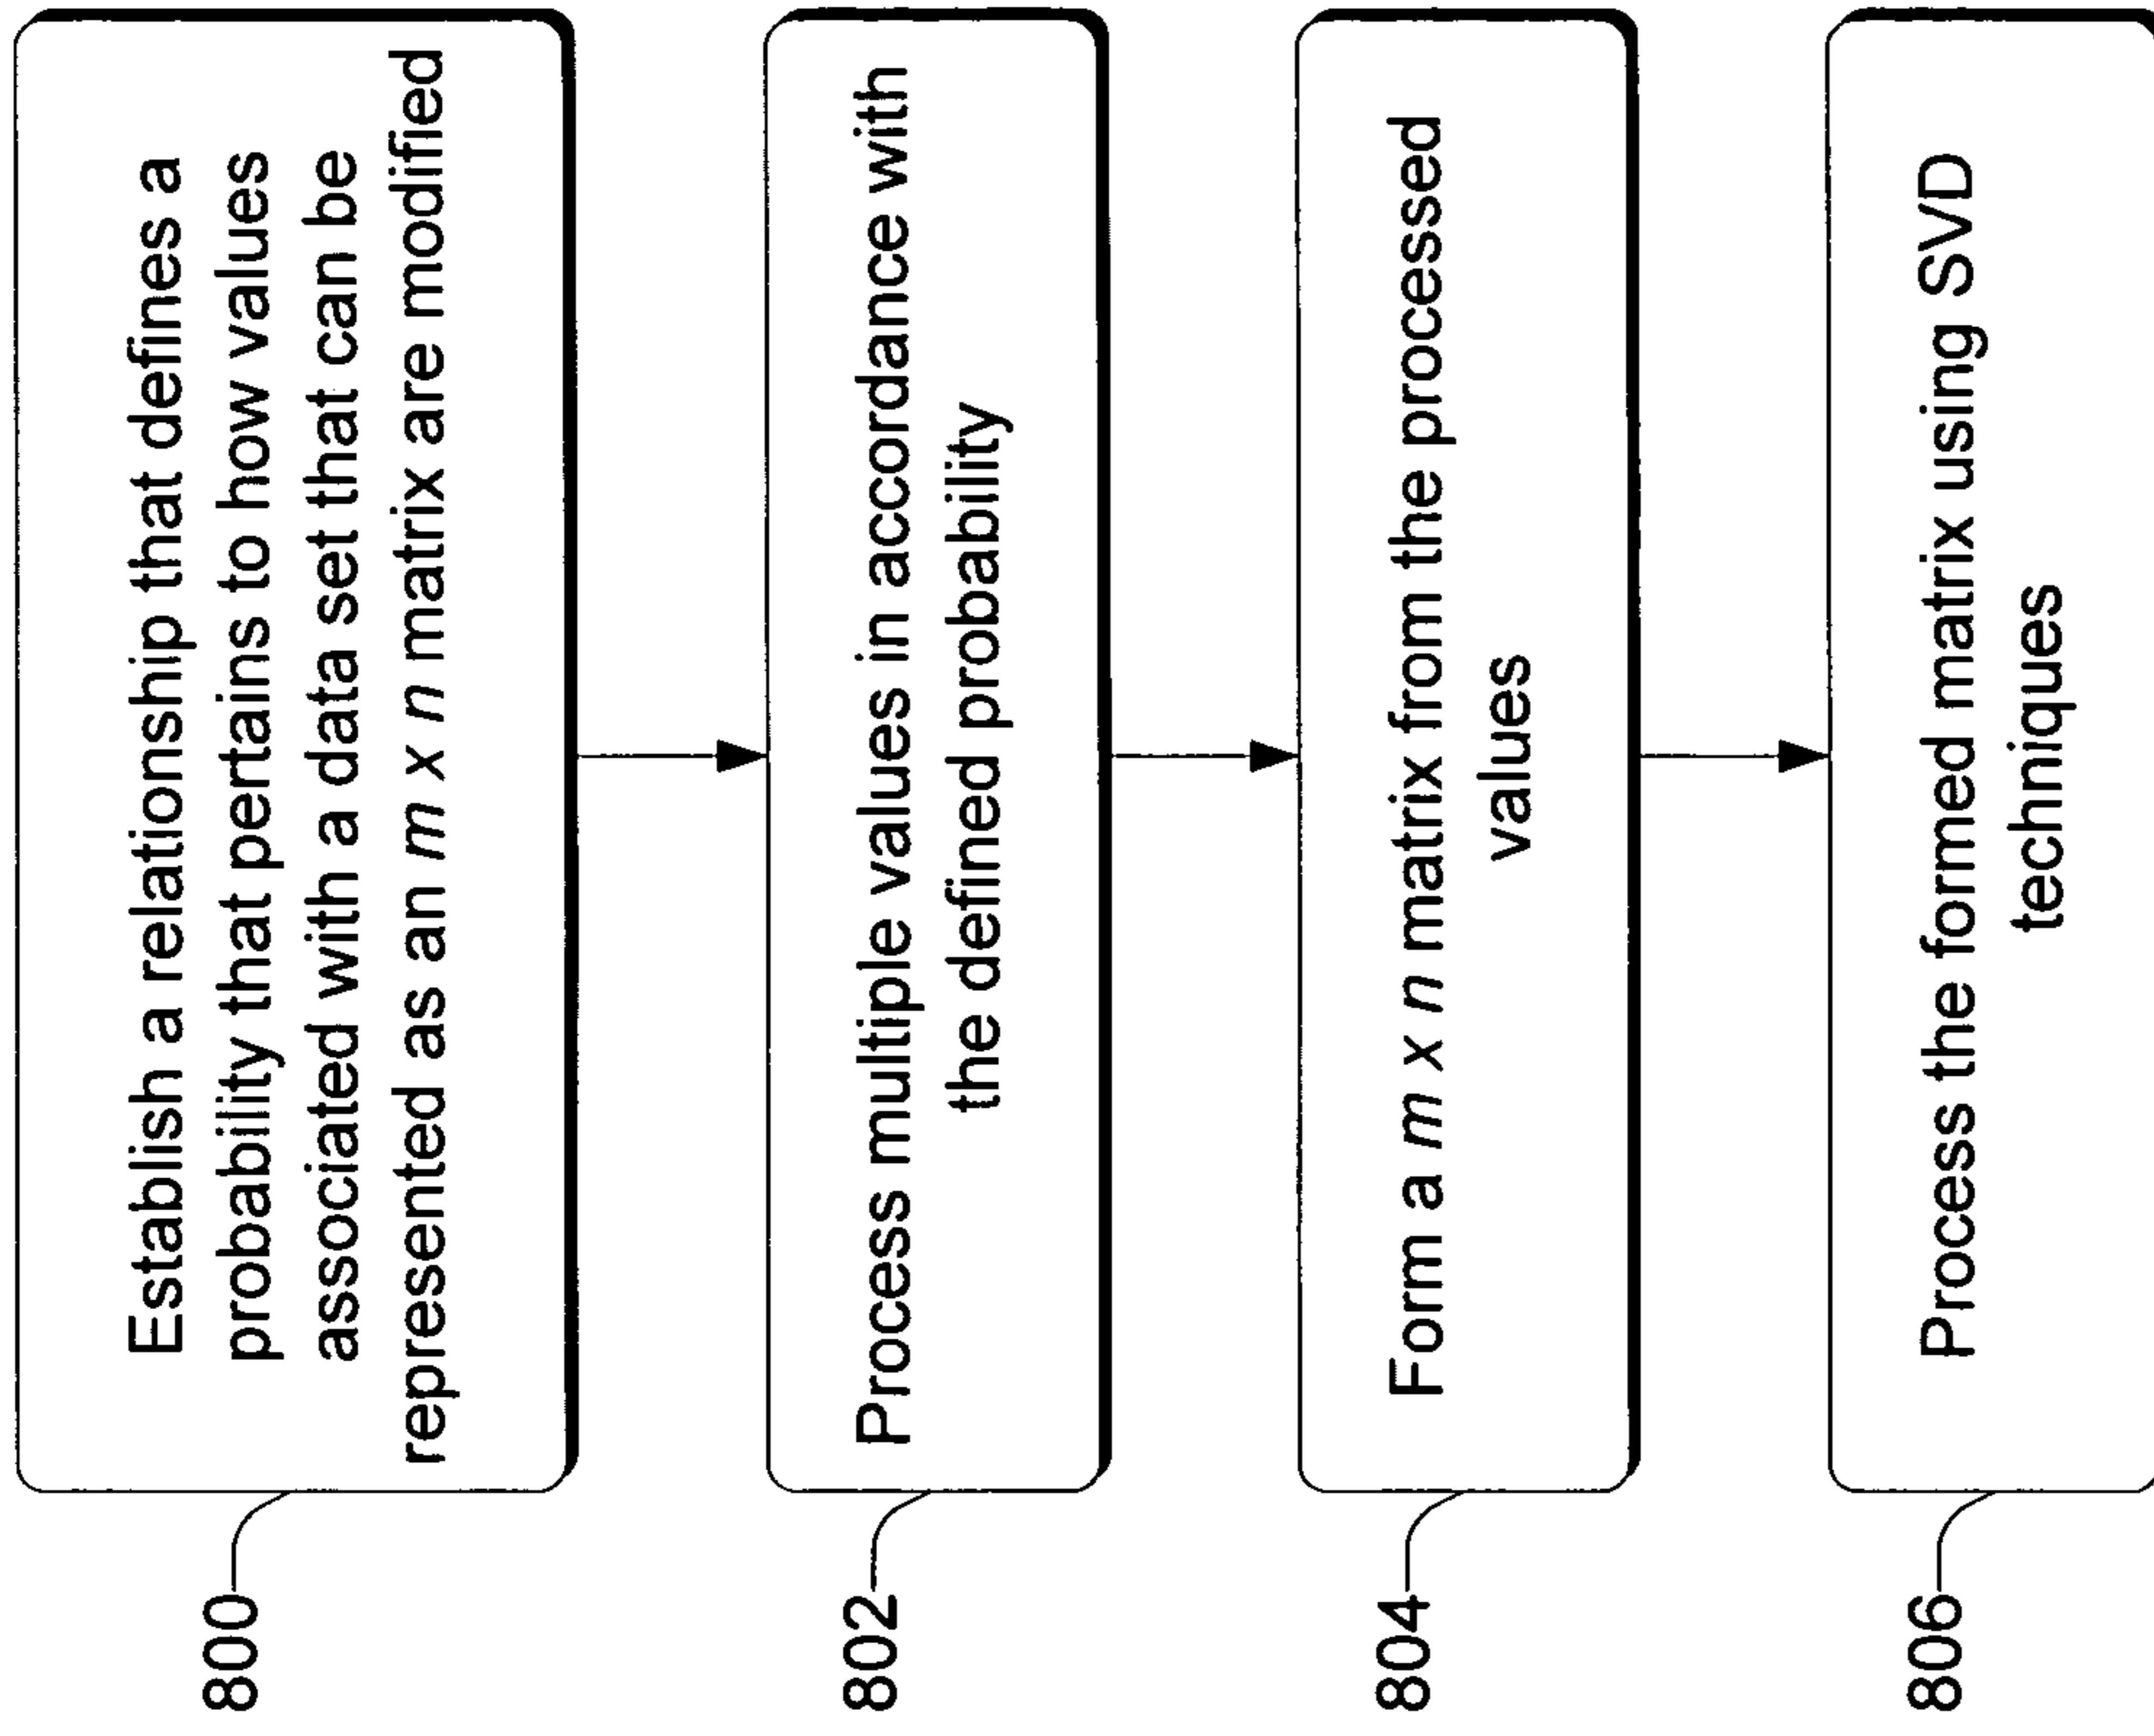 800
Establish a relationship that defines a
probability that pertains to how values
associated with a data set that can be
represented as an m x n matrix are modified
802
Process multiple values in accordance with
the defined probability
804
Form a m x n matrix from the processed
values
806
Process the formed matrix using SVD
techniques